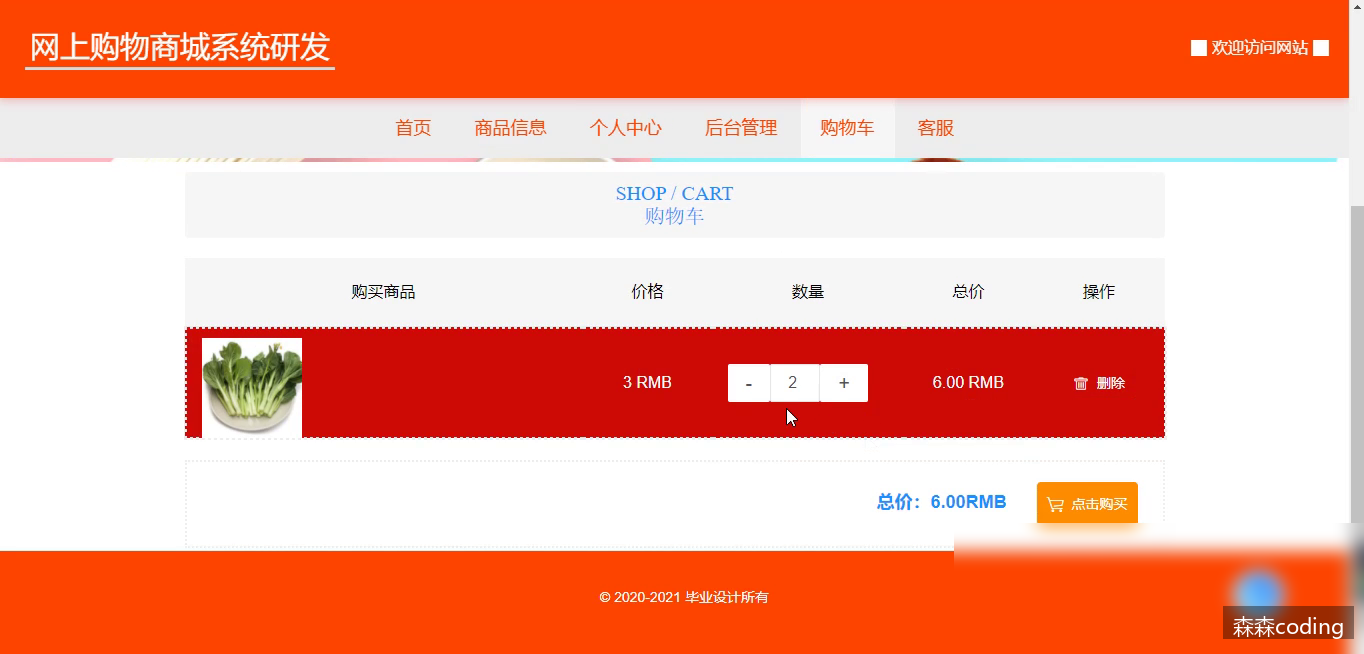 网上购物商城系统研发
欢迎访问网站
首页 商品信息 个人中心 后台管理 购物车 客服
SHOP / CART
购物车
购买商品 价格 数量 总价 操作
3 RMB - 2 + 6.00 RMB 删除
总价：6.00RMB 点击购买
© 2020-2021 毕业设计所有
森森coding